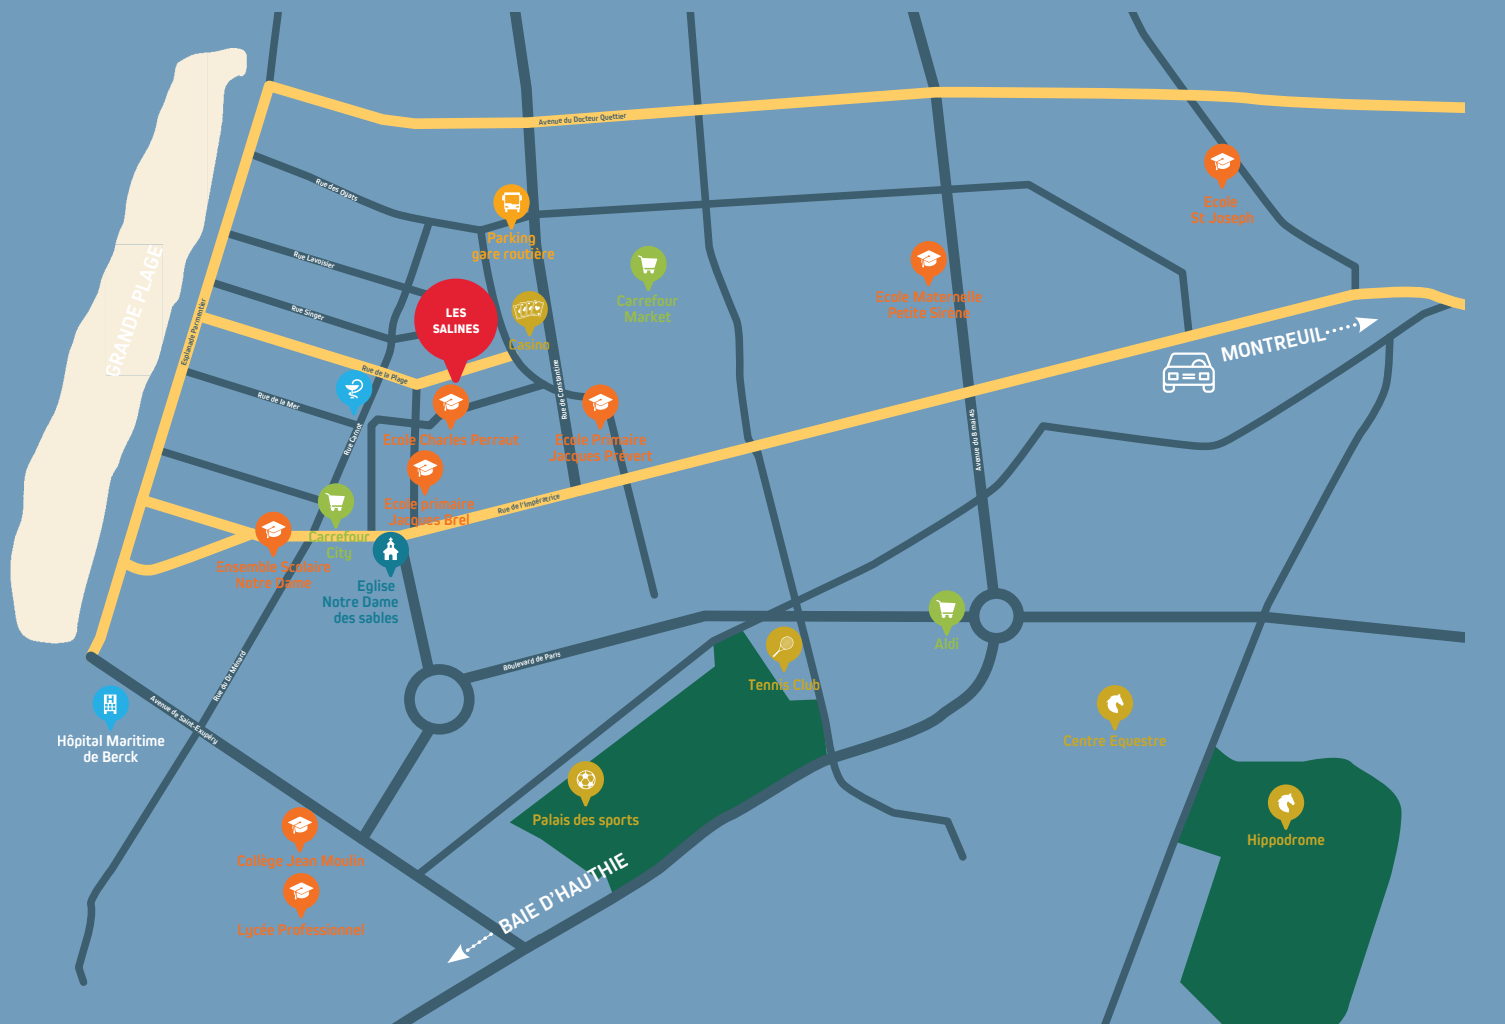 Avenue du Docteur Quettier
Rue des Oyats
Ecole
St Joseph
Parking
gare routière
Rue Lavoisier
GRANDE PLAGE
Carrefour
Market
Ecole Maternelle
Petite Sirène
Rue Singer
LES
SALINES
Esplanade Parmentier
Casino
MONTREUIL
Rue de la Plage
Rue de Constantine
Rue de la Mer
Rue Carnot
Ecole Charles Perraut
Ecole Primaire
Jacques Prevert
Avenue du 8 mai 45
Ecole primaire
Jacques Brel
Rue de l'Impératrice
Carrefour
City
Ensemble Scolaire
Notre Dame
Eglise
Notre Dame
des sables
Aldi
Boulevard de Paris
Rue du Dr Ménard
Tennis Club
Avenue de Saint-Exupéry
Hôpital Maritime
de Berck
Centre Equestre
Palais des sports
Hippodrome
Collège Jean Moulin
BAIE D'HAUTHIE
Lycée Professionnel